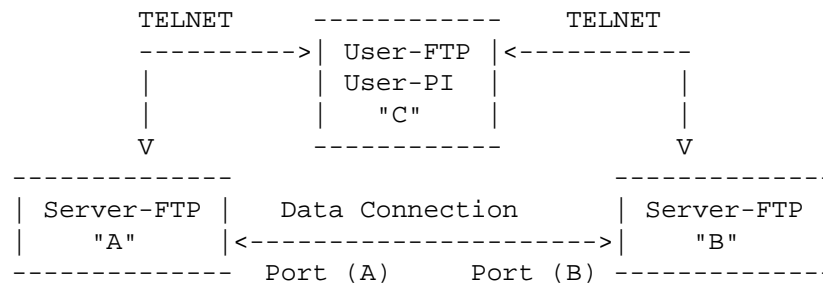 TELNET ------------ TELNET
---------->| User-FTP |<-----------
| | User-PI | |
| | "C" | |
V ------------ V
-------------- --------------
| Server-FTP | Data Connection | Server-FTP
| "A" |<---------------------->| "B"
-------------- Port (A) Port (B) --------------